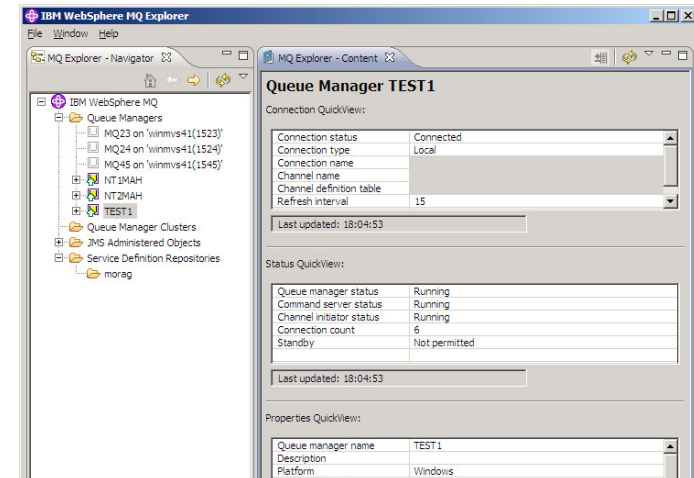 IBM WebSphere MQ Explorer
File Window Help
MQ Explorer - Navigator
IBM WebSphere MQ
Queue Managers
MQ23 on 'winmvs41(1523)'
MQ24 on 'winmvs41(1524)'
MQ45 on 'winmvs41(1545)'
NT1MAH
NT2MAH
TEST1
Queue Manager Clusters
JMS Administered Objects
Service Definition Repositories
morag
MQ Explorer - Content
Queue Manager TEST1
Connection QuickView:
Connection status Connected
Connection type Local
Connection name
Channel name
Channel definition table
Refresh interval 15
Last updated: 18:04:53
Status QuickView:
Queue manager status Running
Command server status Running
Channel initiator status Running
Connection count 6
Standby Not permitted
Last updated: 18:04:53
Properties QuickView:
Queue manager name TEST1
Description
Platform Windows